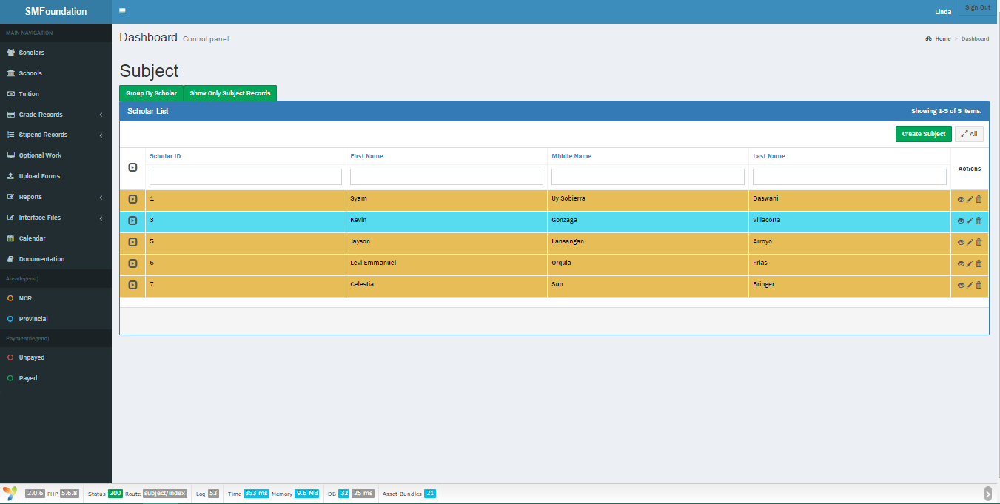 SMFoundation
Linda
Sign Out
MAIN NAVIGATION
Scholars
Schools
Tuition
Grade Records
Stipend Records
Optional Work
Upload Forms
Reports
Interface Files
Calendar
Documentation
Area(legend)
NCR
Provincial
Payment(legend)
Unpayed
Payed
Dashboard Control panel
Home > Dashboard
Subject
Group By Scholar Show Only Subject Records
Scholar List Showing 1-5 of 5 items.
Create Subject All
Scholar ID First Name Middle Name Last Name Actions
1 Syam Uy Sobierra Daswani
3 Kevin Gonzaga Villacorta
5 Jayson Lansangan Arroyo
6 Levi Emmanuel Orquia Frias
7 Celestia Sun Bringer
2.0.6 PHP 5.6.8 Status 200 Route subject/index Log 53 Time 353 ms Memory 9.6 MB DB 32 25 ms Asset Bundles 21